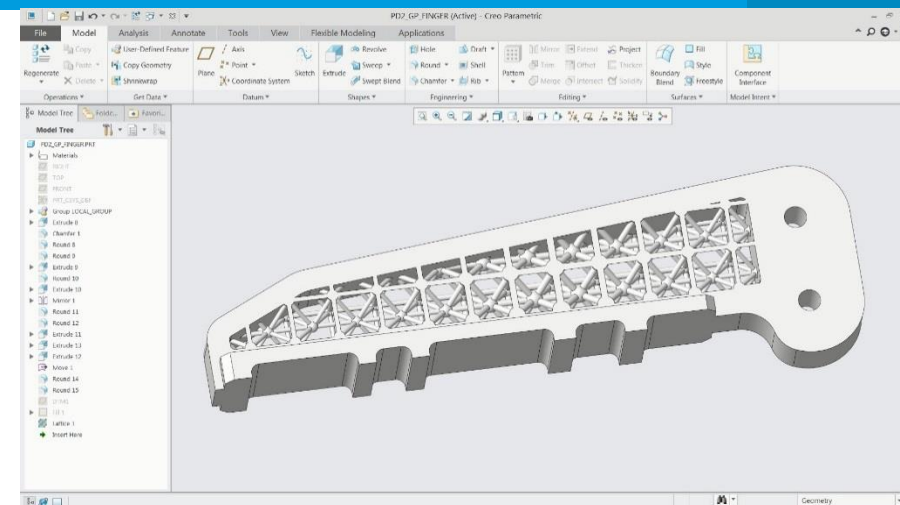 PD2_GP_FINGER (Active) - Creo Parametric
File Model Analysis Annotate Tools View Flexible Modeling Applications
Regenerate
Copy
Paste
Delete
Operations
User-Defined Feature
Copy Geometry
Shrinkwrap
Get Data
Plane
Axis
Point
Coordinate System
Datum
Sketch
Extrude
Revolve
Sweep
Swept Blend
Shapes
Hole
Round
Chamfer
Draft
Shell
Rib
Engineering
Pattern
Mirror
Trim
Merge
Extend
Offset
Intersect
Project
Thicken
Solidify
Editing
Boundary Blend
Fill
Style
Freestyle
Surfaces
Component Interface
Model Intent
Model Tree Folde... Favori...
Model Tree
PD2_GP_FINGER.PRT
Materials
RIGHT
TOP
FRONT
Group LOCAL_GROUP
Extrude 8
Chamfer 1
Round 8
Round 9
Extrude 9
Round 10
Extrude 10
Mirror 1
Round 11
Round 12
Extrude 11
Extrude 13
Extrude 12
Move 1
Round 14
Round 15
Lattice 1
Insert Here
Geometry